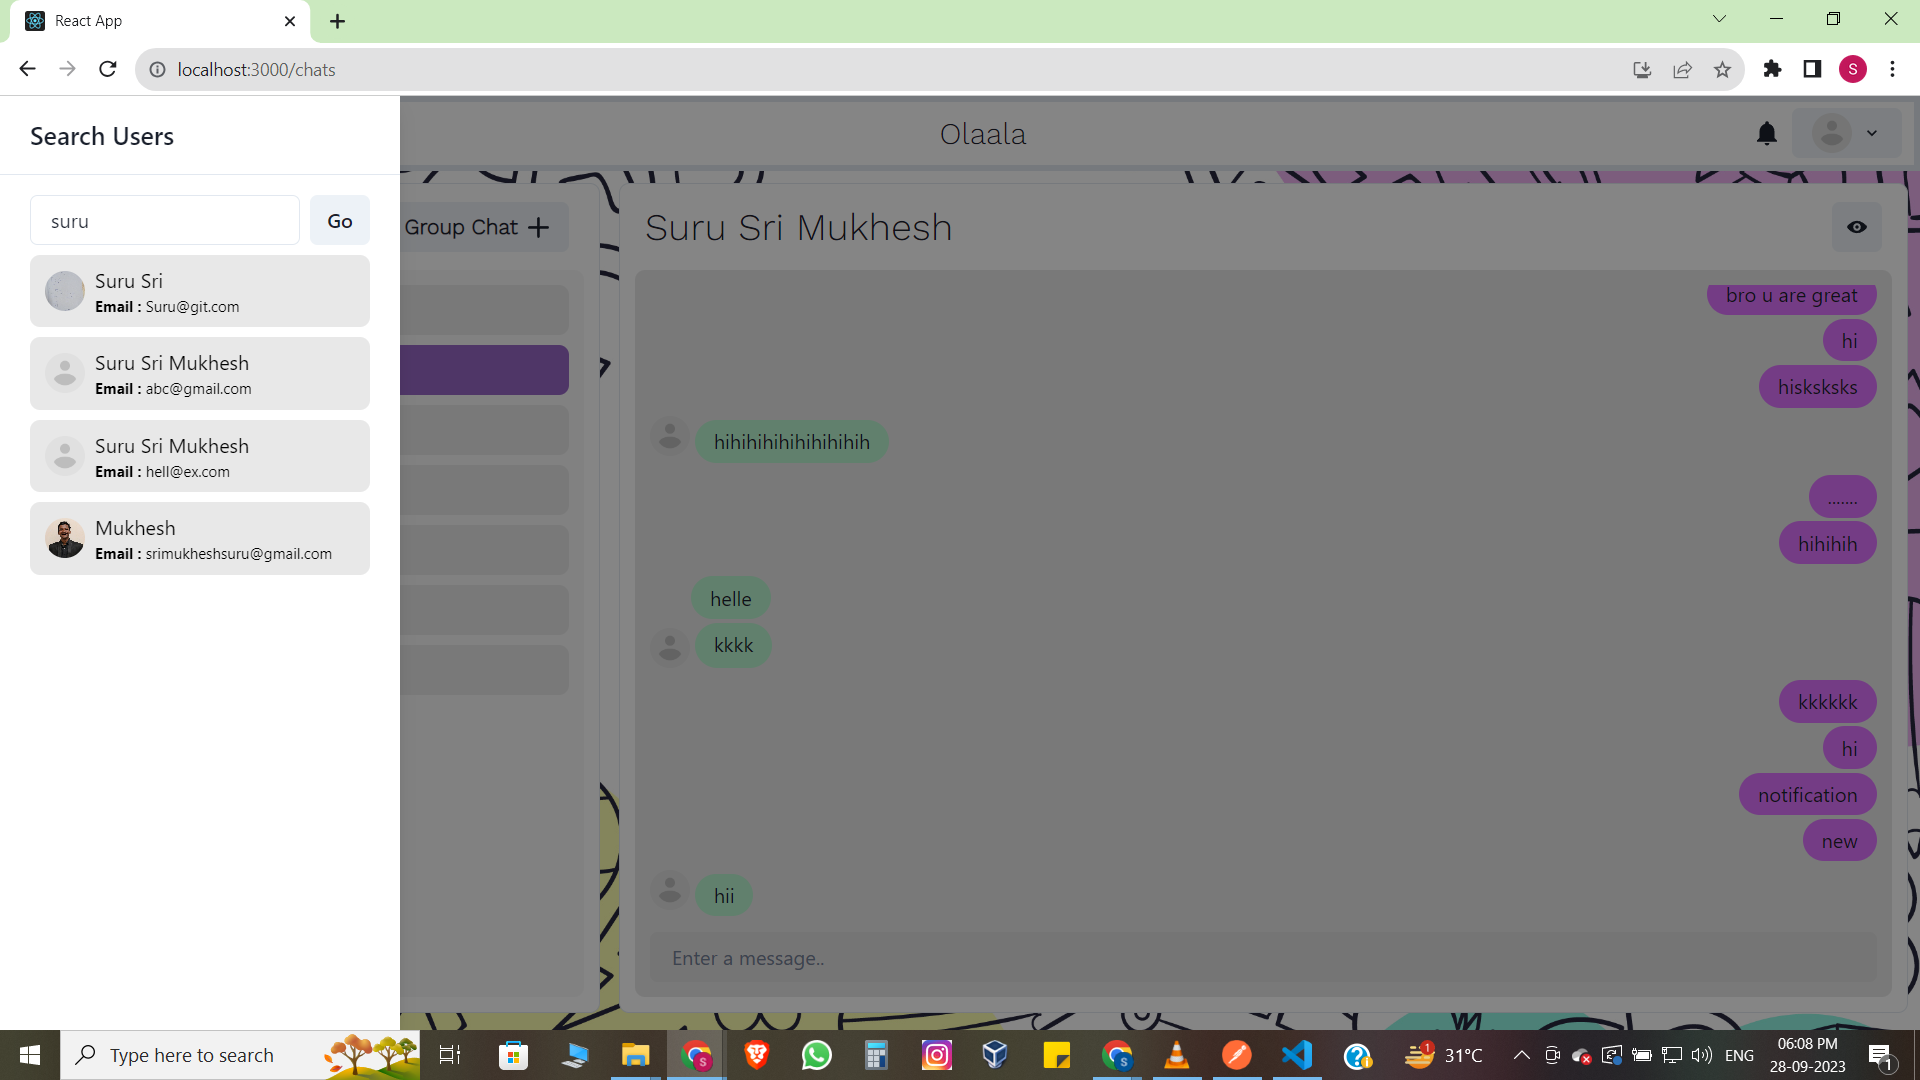 React App
localhost:3000/chats
S
Search Users
Olaala
suru
Go
Group Chat
Suru Sri Mukhesh
Suru Sri
Email : Suru@git.com
Suru Sri Mukhesh
Email : abc@gmail.com
Suru Sri Mukhesh
Email : hell@ex.com
Mukhesh
Email : srimukheshsuru@gmail.com
bro u are great
hi
hisksksks
hihihihihihihihihih
.......
hihihih
helle
kkkk
kkkkkk
hi
notification
new
hii
Enter a message..
Type here to search
S
S
1
31°C
ENG
06:08 PM
28-09-2023
1